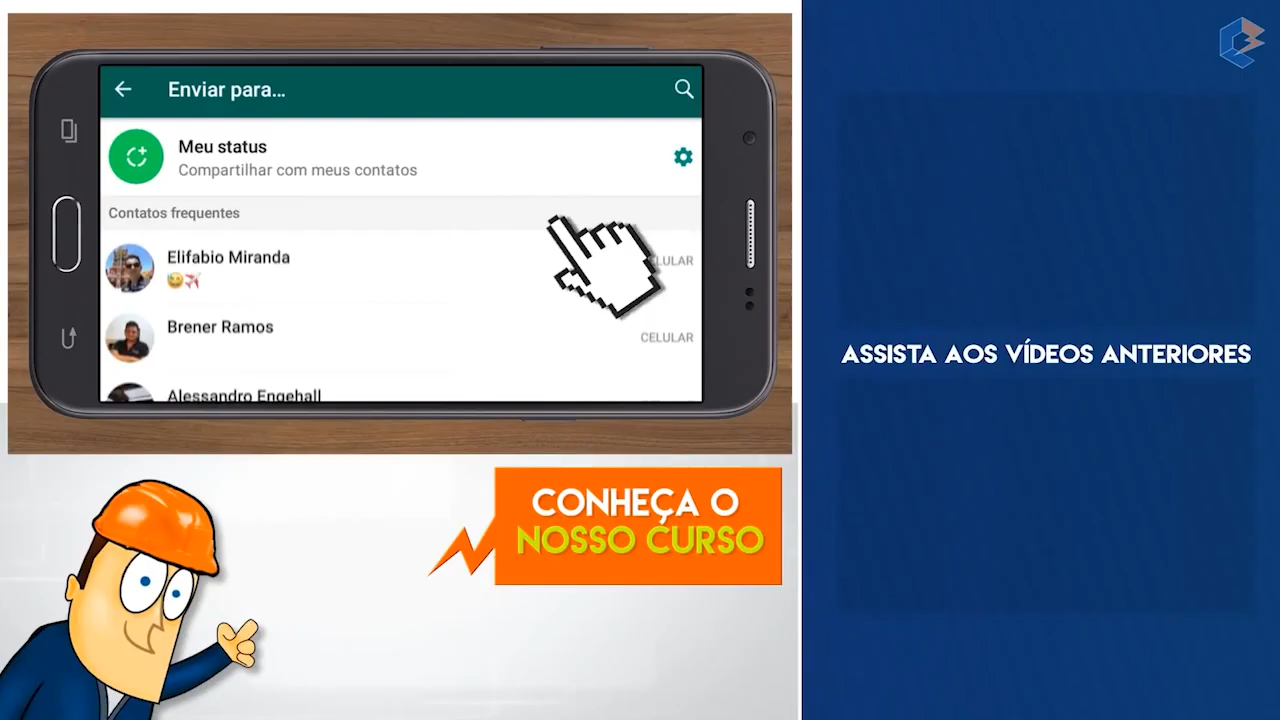 Enviar para...
Meu status
Compartilhar com meus contatos
Contatos frequentes
Elifabio Miranda
LULAR
Brener Ramos
CELULAR
Alessandro Engehall
CONHEÇA O
NOSSO CURSO
ASSISTA AOS VÍDEOS ANTERIORES